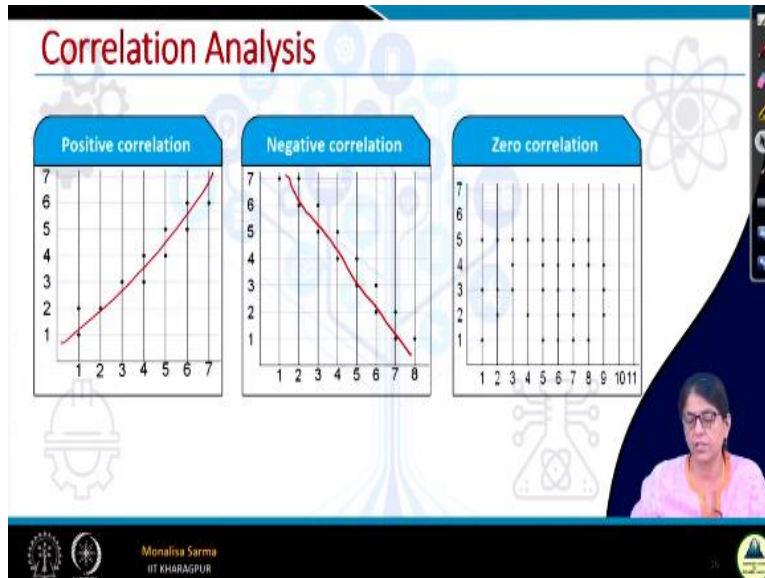 Correlation Analysis
Positive correlation
7
6
5
4
3
2
1
1 2 3 4 5 6 7
Negative correlation
7
6
5
4
3
2
1
1 2 3 4 5 6 7 8
Zero correlation
7
6
5
4
3
2
1
1 2 3 4 5 6 7 8 9 10 11
Monalisa Sarma
IIT KHARAGPUR